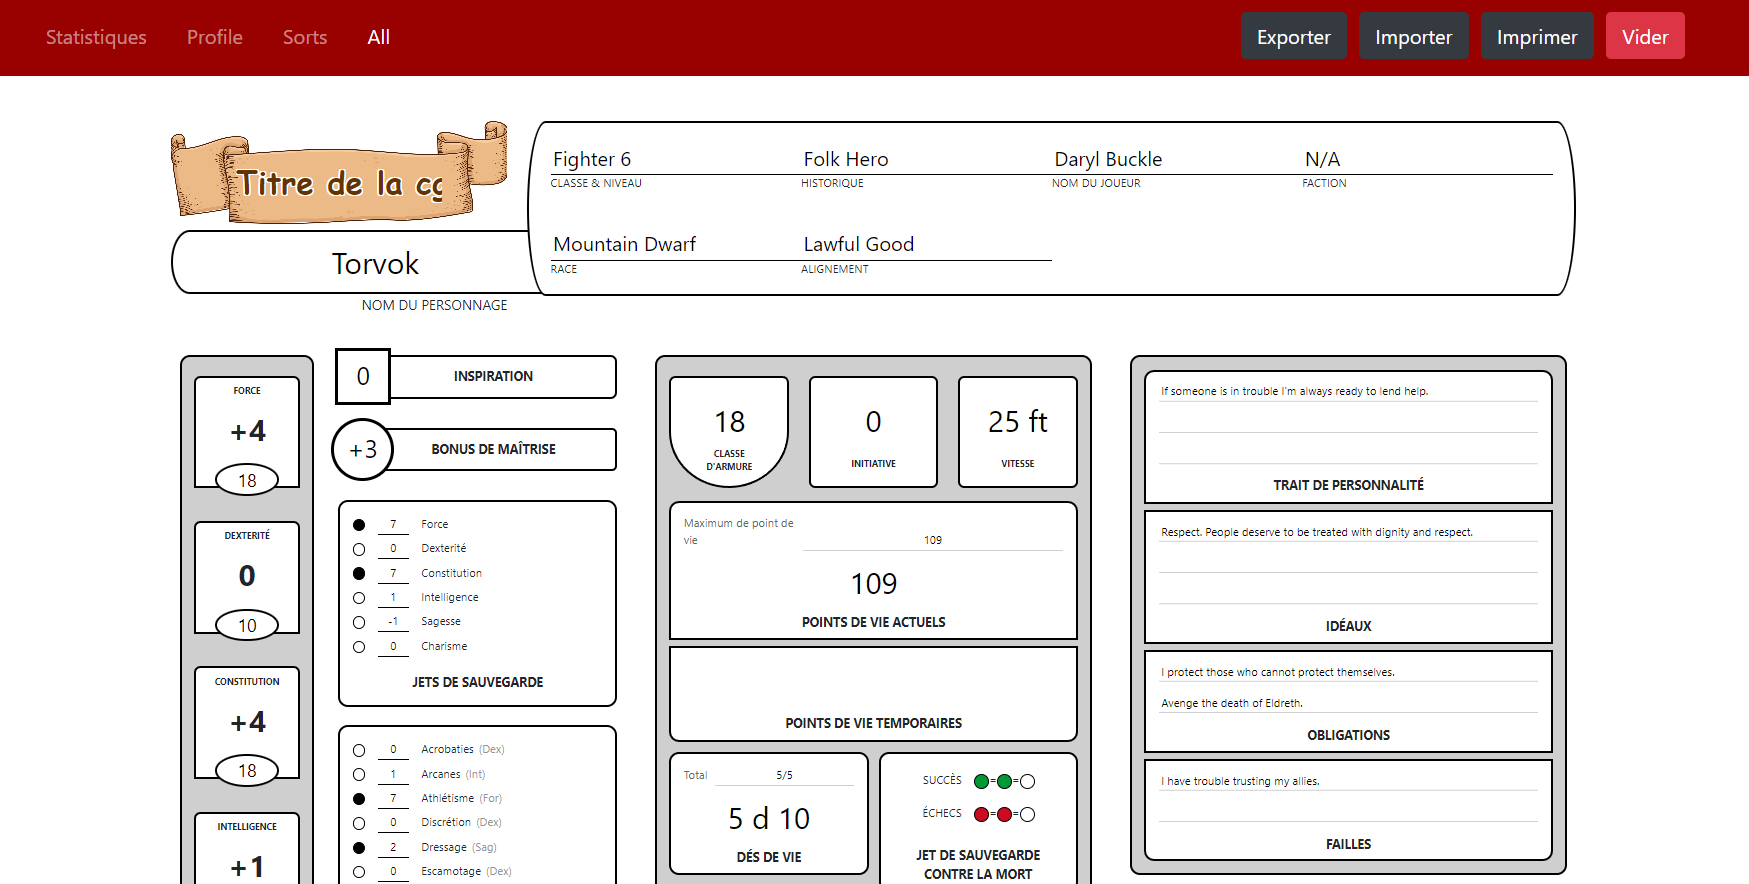 Statistiques Profile Sorts All Exporter Importer Imprimer Vider
Titre de la
Torvok
NOM DU PERSONNAGE
Fighter 6 Folk Hero Daryl Buckle N/A
CLASSE & NIVEAU HISTORIQUE NOM DU JOUEUR FACTION
Mountain Dwarf Lawful Good
RACE ALIGNEMENT
FORCE
+4
18
DEXTERITÉ
0
10
CONSTITUTION
+4
18
INTELLIGENCE
+1
0 INSPIRATION
+3 BONUS DE MAÎTRISE
7 Force
0 Dexterité
7 Constitution
1 Intelligence
-1 Sagesse
0 Charisme
JETS DE SAUVEGARDE
0 Acrobaties (Dex)
1 Arcanes (Int)
7 Athlétisme (For)
0 Discrétion (Dex)
2 Dressage (Sag)
0 Escamotage (Dex)
18
CLASSE
D'ARMURE
0
INITIATIVE
25 ft
VITESSE
Maximum de point de
vie 109
109
POINTS DE VIE ACTUELS
POINTS DE VIE TEMPORAIRES
Total 5/5
5 d 10
DÉS DE VIE
SUCCÈS = =
ÉCHECS = =
JET DE SAUVEGARDE
CONTRE LA MORT
If someone is in trouble I'm always ready to lend help.
TRAIT DE PERSONNALITÉ
Respect. People deserve to be treated with dignity and respect.
IDÉAUX
I protect those who cannot protect themselves.
Avenge the death of Eldreth.
OBLIGATIONS
I have trouble trusting my allies.
FAILLES